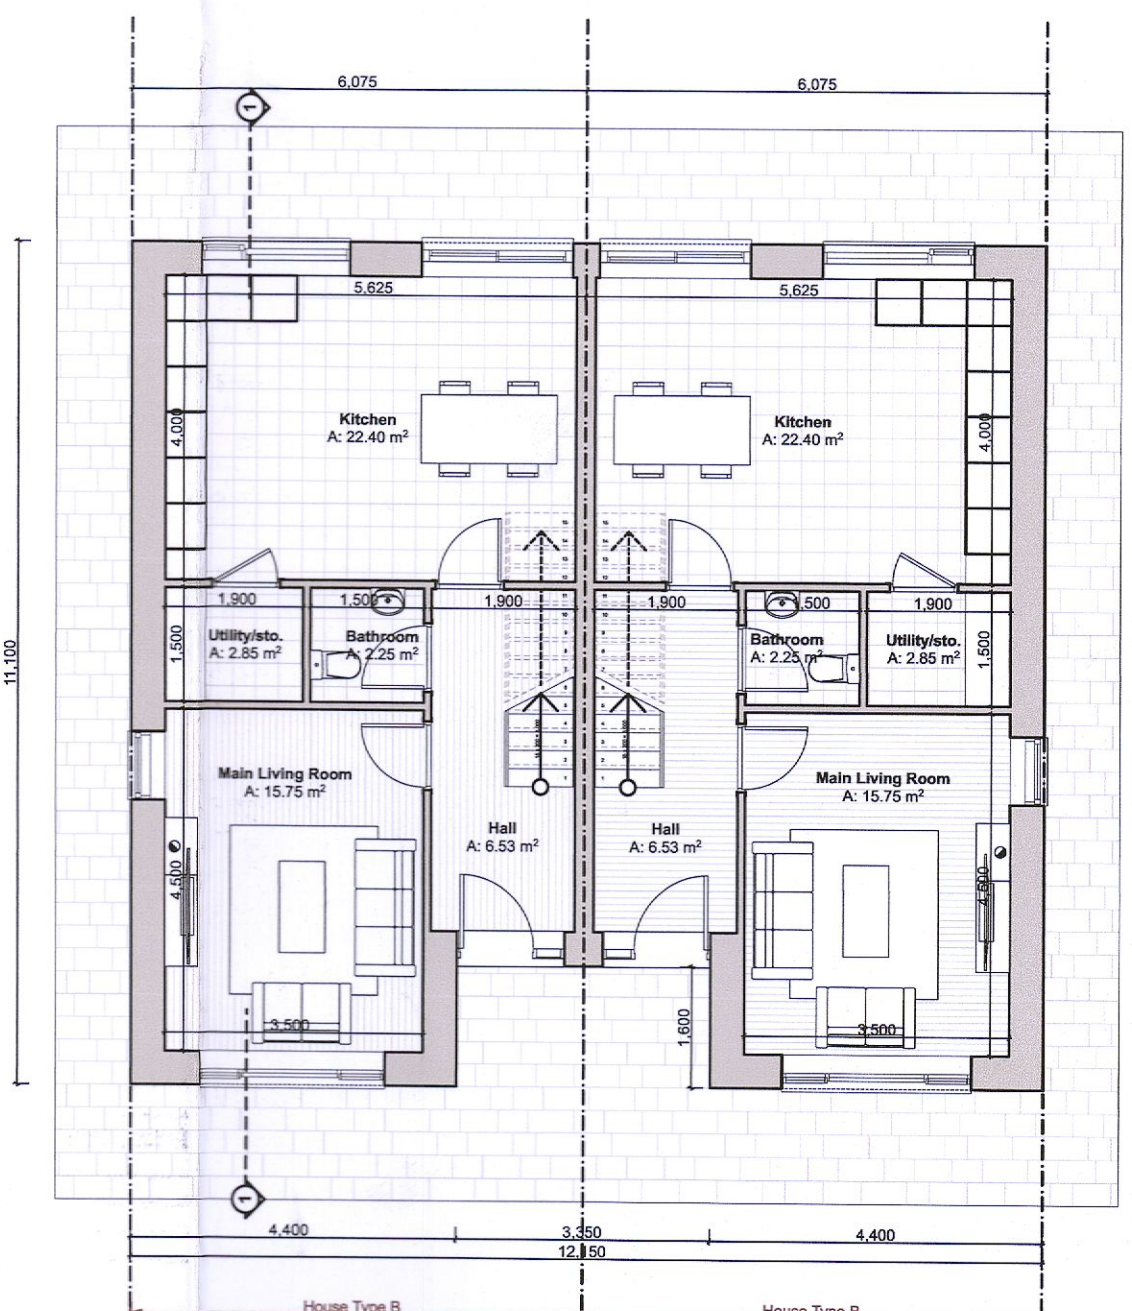 6,075
6,075
1
5,625
5,625
4,000
Kitchen
A: 22.40 m²
Kitchen
A: 22.40 m²
4,000
1,900
1,500
1,900
1,900
,500
1,900
11,100
1,500
Utility/sto.
A: 2.85 m²
Bathroom
A: 2.25 m²
Bathroom
A: 2.25 m²
Utility/sto.
A: 2.85 m²
1,500
Main Living Room
A: 15.75 m²
Main Living Room
A: 15.75 m²
Hall
A: 6.53 m²
Hall
A: 6.53 m²
4,500
4,500
3,500
1,600
3,500
1
4,400
3,350
4,400
12,150
House Type B
House Type B